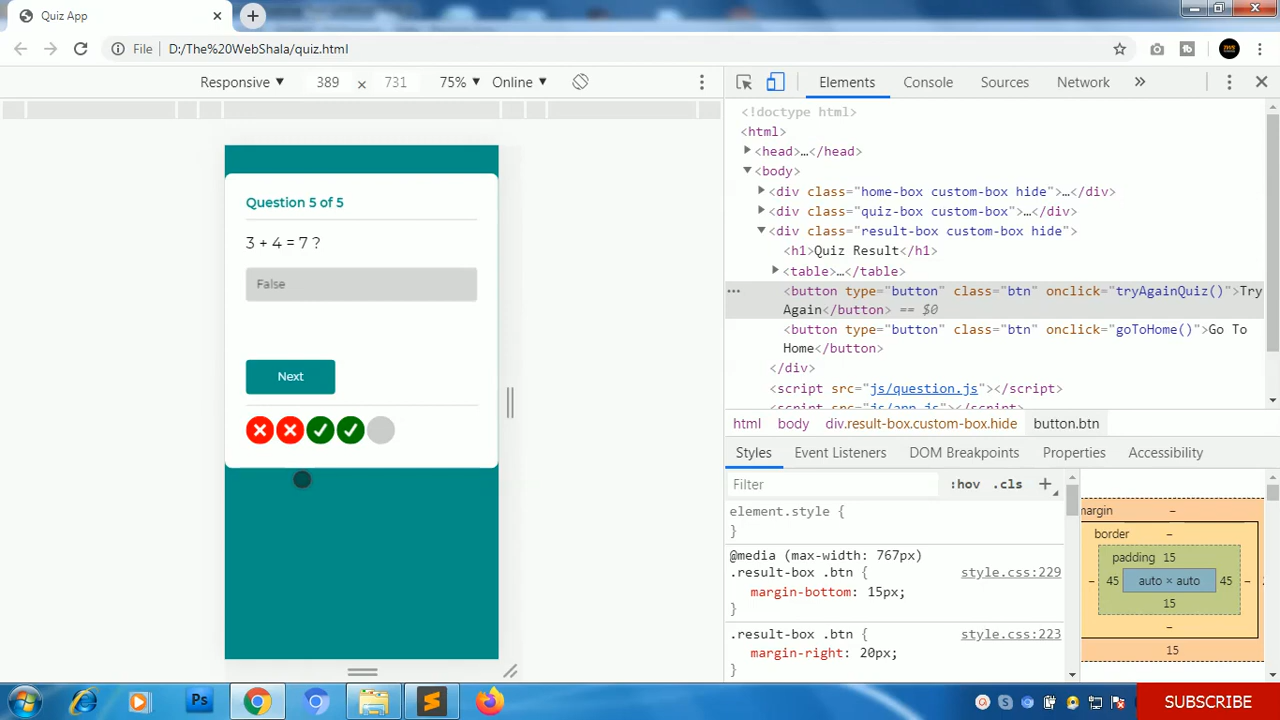 Quiz App
File D:/The%20WebShala/quiz.html
Responsive 389 x 731 75% Online
Elements Console Sources Network »
Question 5 of 5
3 + 4 = 7 ?
False
Next
<!doctype html>
<html>
<head>…</head>
<body>
<div class="home-box custom-box hide">…</div>
<div class="quiz-box custom-box">…</div>
<div class="result-box custom-box hide">
<h1>Quiz Result</h1>
<table>…</table>
<button type="button" class="btn" onclick="tryAgainQuiz()">Try
Again</button> == $0
<button type="button" class="btn" onclick="goToHome()">Go To
Home</button>
</div>
<script src="js/question.js"></script>
<script src="js/app.js"></script>
html body div.result-box.custom-box.hide button.btn
Styles Event Listeners DOM Breakpoints Properties Accessibility
Filter :hov .cls +
element.style {
}
@media (max-width: 767px)
.result-box .btn { style.css:229
margin-bottom: 15px;
}
.result-box .btn { style.css:223
margin-right: 20px;
}
margin –
border –
padding 15
– 45 auto × auto 45 –
15
–
15
Ps
SUBSCRIBE